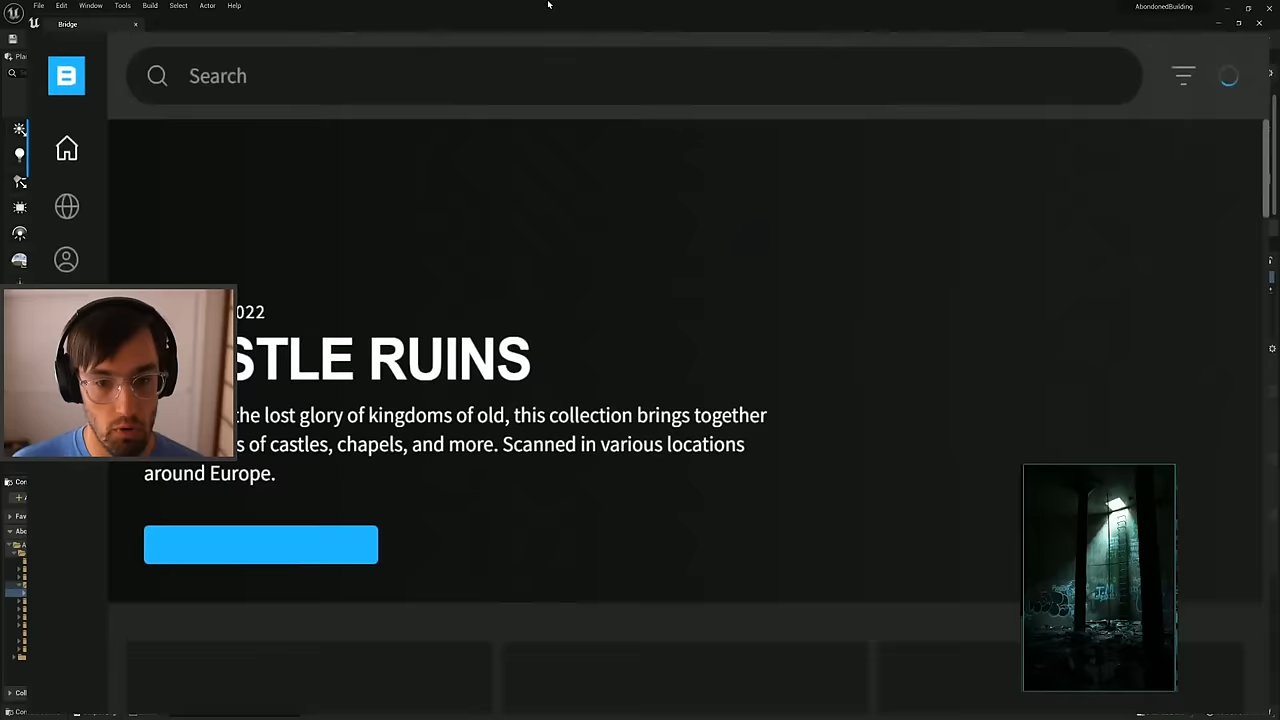 File Edit Window Tools Build Select Actor Help
AbondonedBuilding
Bridge
Search
022
STLE RUINS
the lost glory of kingdoms of old, this collection brings together
s of castles, chapels, and more. Scanned in various locations
around Europe.